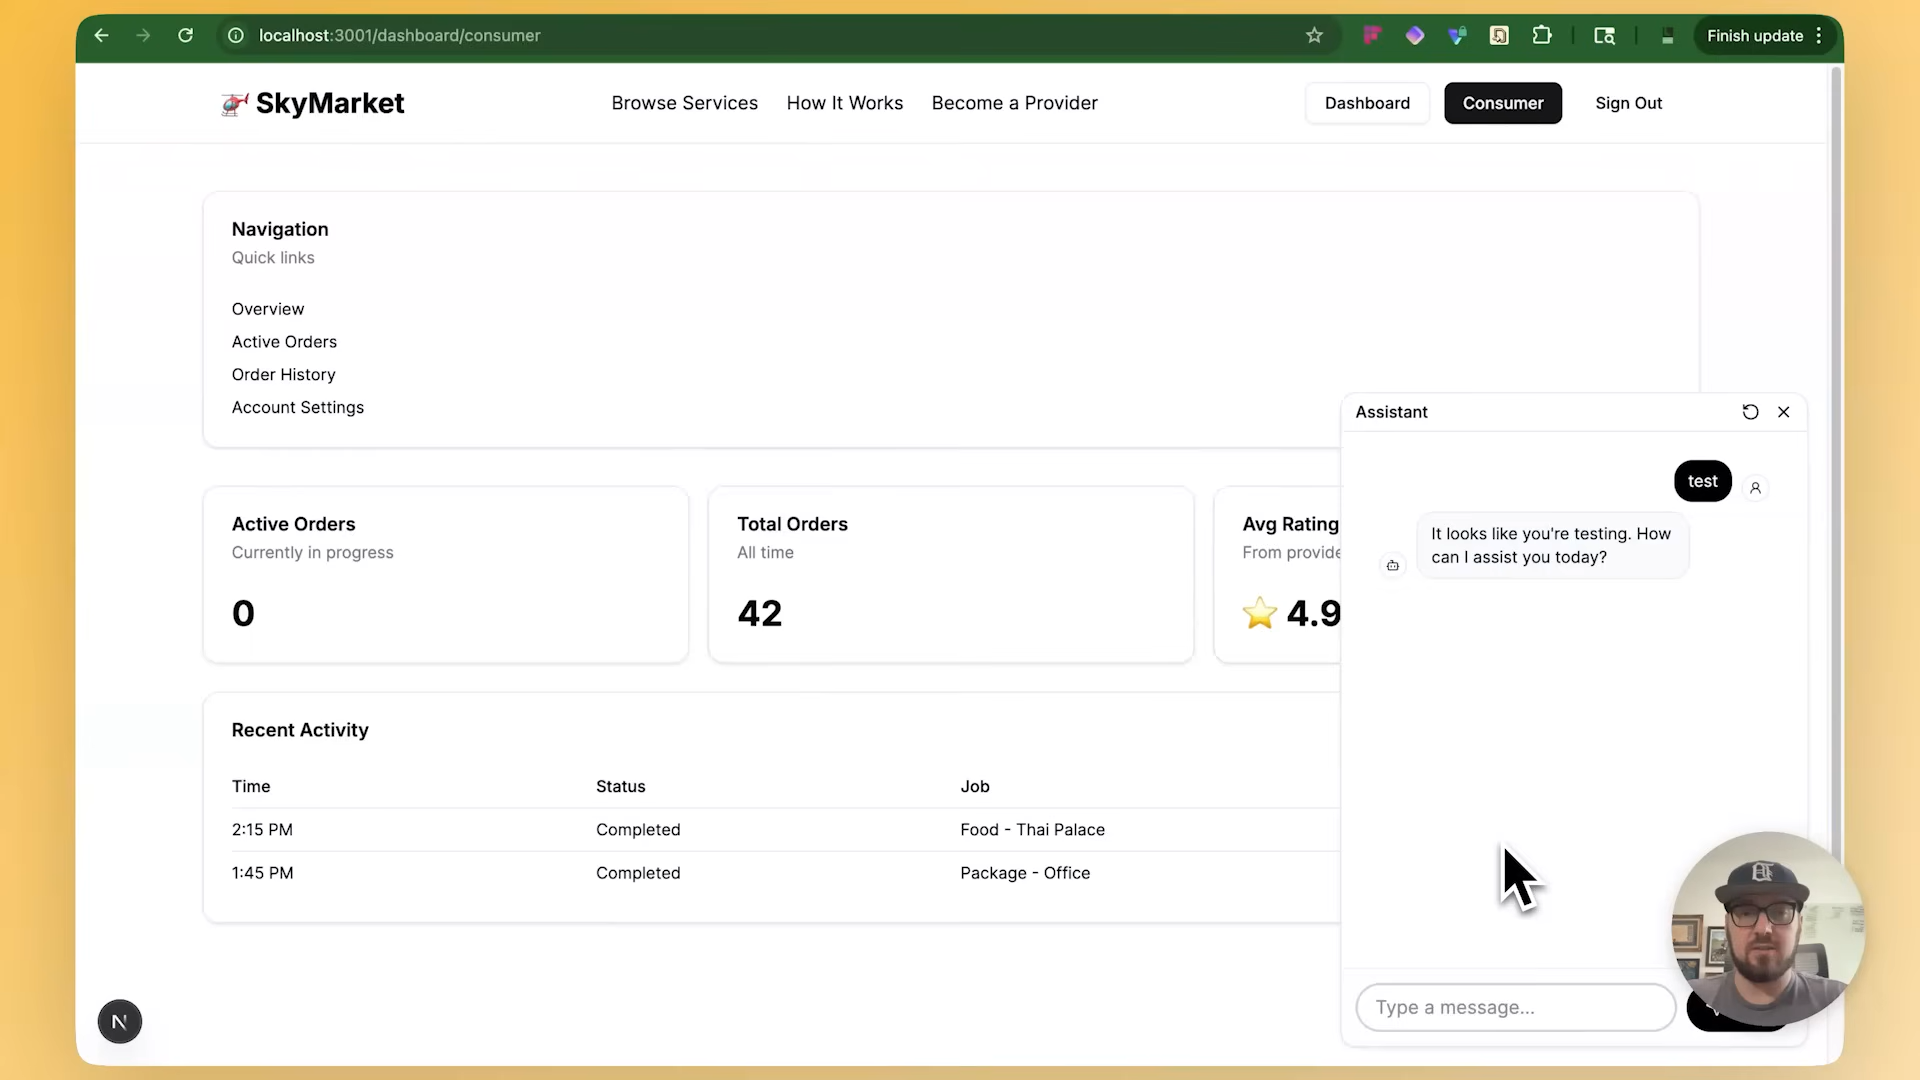 localhost:3001/dashboard/consumer
Finish update
SkyMarket
Browse Services
How It Works
Become a Provider
Dashboard
Consumer
Sign Out
Navigation
Quick links
Overview
Active Orders
Order History
Account Settings
Active Orders
Currently in progress
0
Total Orders
All time
42
Avg Rating
From
4.9
Recent Activity
Time Status Job
2:15 PM Completed Food - Thai Palace
1:45 PM Completed Package - Office
Assistant
test
It looks like you're testing. How
can I assist you today?
Type a message...
N